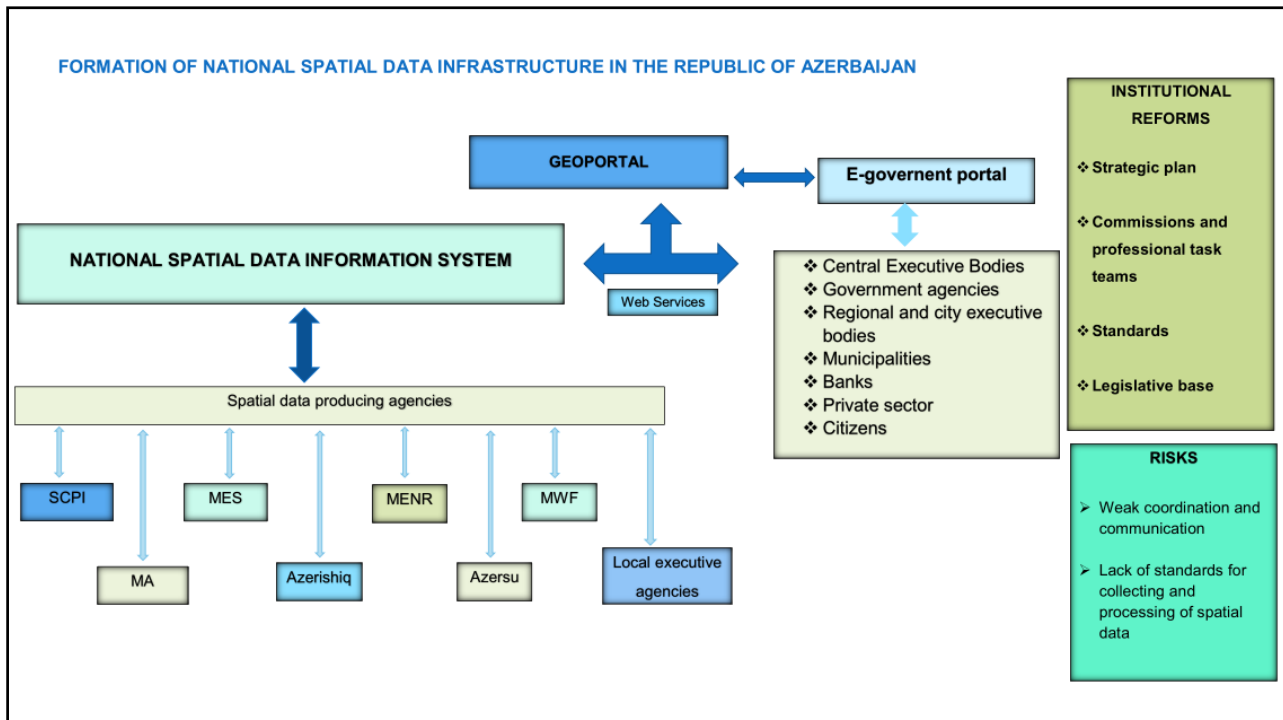 FORMATION OF NATIONAL SPATIAL DATA INFRASTRUCTURE IN THE REPUBLIC OF AZERBAIJAN
GEOPORTAL
E-governent portal
NATIONAL SPATIAL DATA INFORMATION SYSTEM
Web Services
❖ Central Executive Bodies
❖ Government agencies
❖ Regional and city executive
bodies
❖ Municipalities
❖ Banks
❖ Private sector
❖ Citizens
Spatial data producing agencies
SCPI
MES
MENR
MWF
MA
Azerishiq
Azersu
Local executive
agencies
INSTITUTIONAL
REFORMS
❖ Strategic plan
❖ Commissions and
professional task
teams
❖ Standards
❖ Legislative base
RISKS
➢ Weak coordination and
communication
➢ Lack of standards for
collecting and
processing of spatial
data